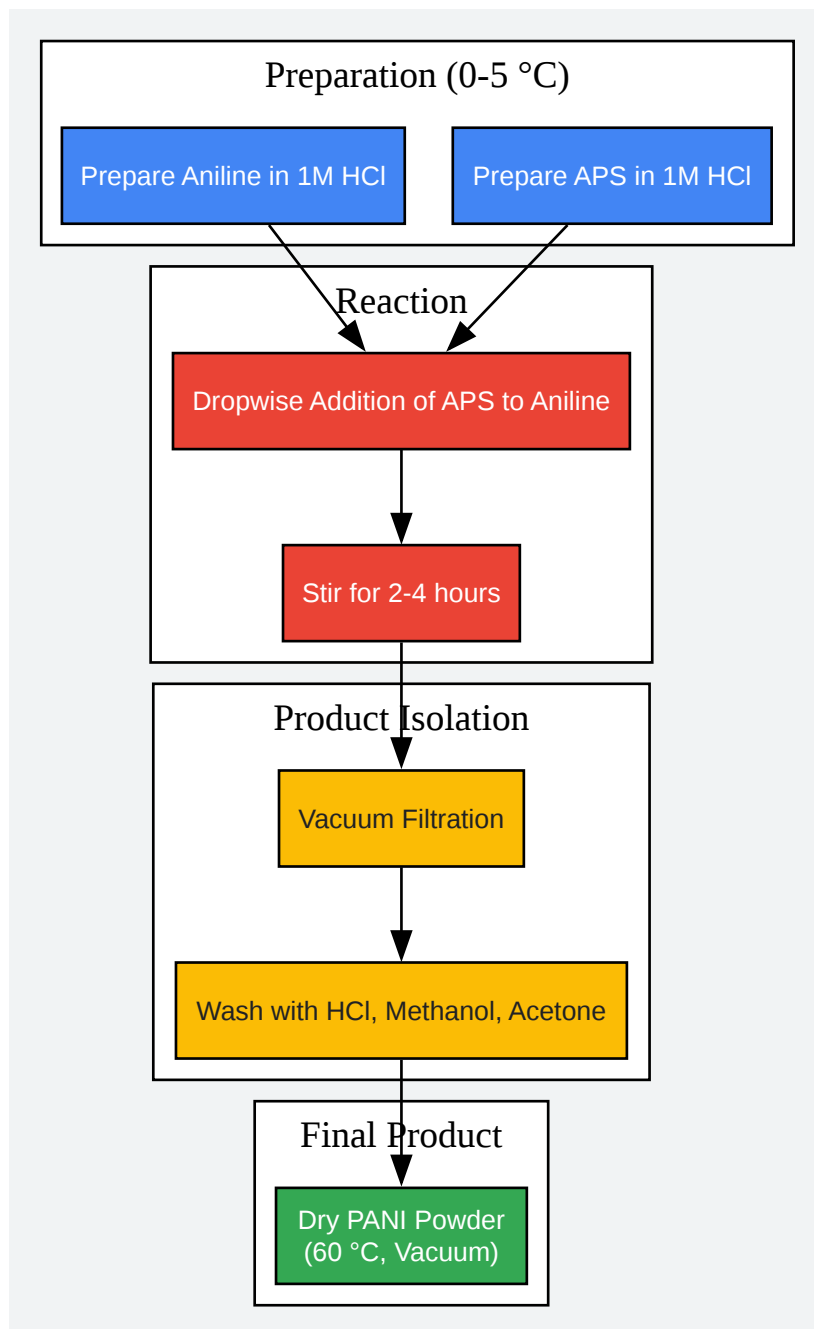 Preparation (0-5 °C)
Prepare Aniline in 1M HCl
Prepare APS in 1M HCl
Reaction
Dropwise Addition of APS to Aniline
Stir for 2-4 hours
Product Isolation
Vacuum Filtration
Wash with HCl, Methanol, Acetone
Final Product
Dry PANI Powder
(60 °C, Vacuum)